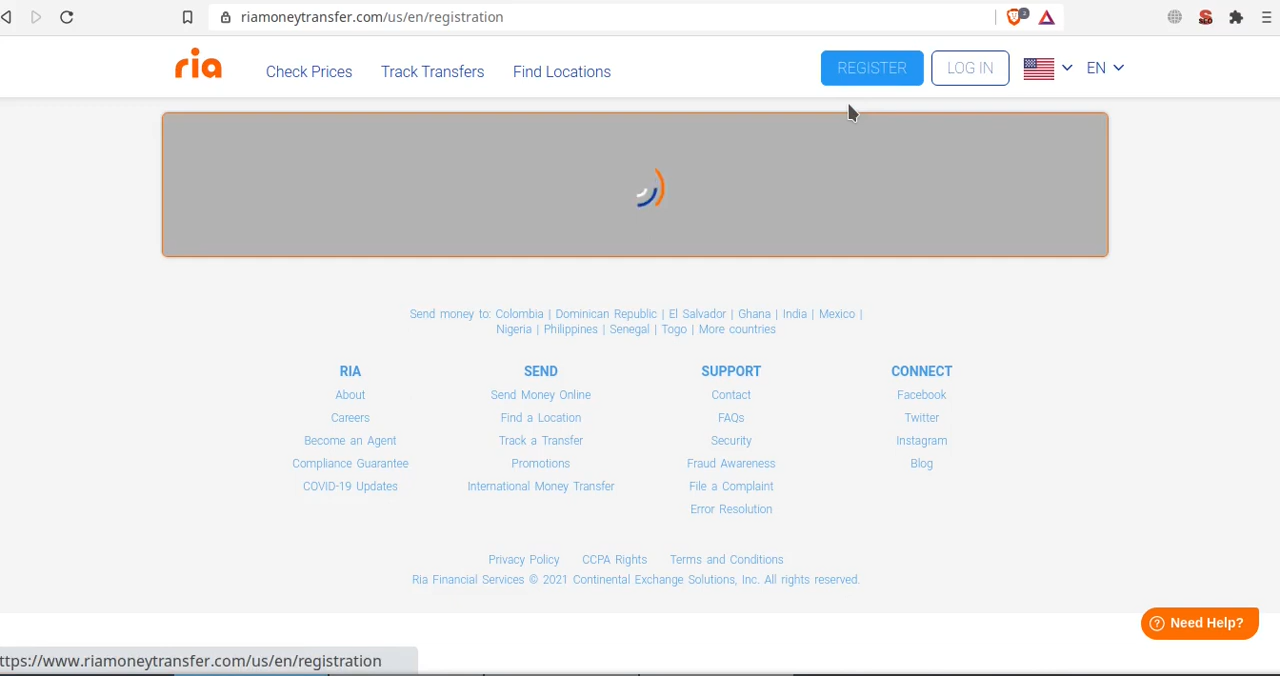 riamoneytransfer.com/us/en/registration
2
ria
Check Prices
Track Transfers
Find Locations
REGISTER
LOG IN
EN
Send money to: Colombia | Dominican Republic | El Salvador | Ghana | India | Mexico |
Nigeria | Philippines | Senegal | Togo | More countries
RIA
About
Careers
Become an Agent
Compliance Guarantee
COVID-19 Updates
SEND
Send Money Online
Find a Location
Track a Transfer
Promotions
International Money Transfer
SUPPORT
Contact
FAQs
Security
Fraud Awareness
File a Complaint
Error Resolution
CONNECT
Facebook
Twitter
Instagram
Blog
Privacy Policy CCPA Rights Terms and Conditions
Ria Financial Services © 2021 Continental Exchange Solutions, Inc. All rights reserved.
? Need Help?
ttps://www.riamoneytransfer.com/us/en/registration